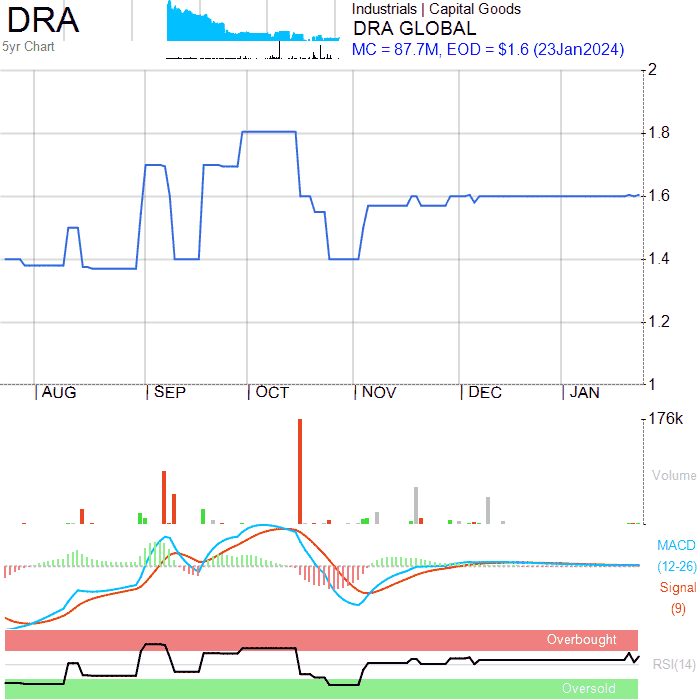 DRA
5yr Chart
Industrials | Capital Goods
DRA GLOBAL
MC = 87.7M, EOD = $1.6 (23Jan2024)
2
1.8
1.6
1.4
1.2
1
AUG SEP OCT NOV DEC JAN
176k
Volume
MACD
(12-26)
Signal
(9)
Overbought
RSI(14)
Oversold